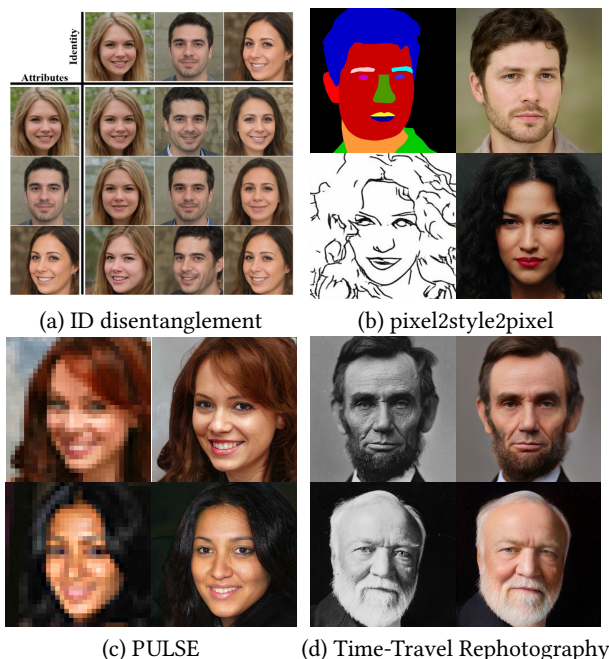 Identity
Attributes
(a) ID disentanglement
(b) pixel2style2pixel
(c) PULSE
(d) Time-Travel Rephotography